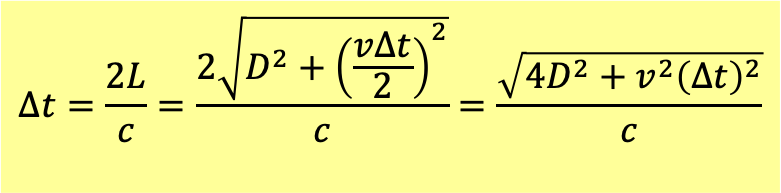 Δt = 2L/c = 2√(D² + (vΔt/2)²)/c = √(4D² + v²(Δt)²)/c